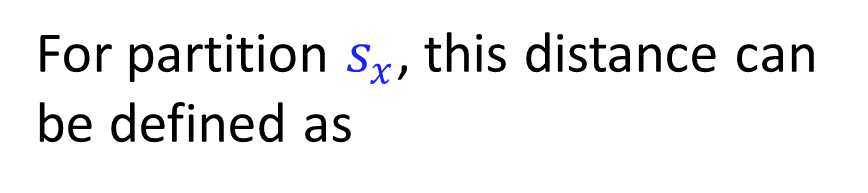 For partition sₓ, this distance can
be defined as